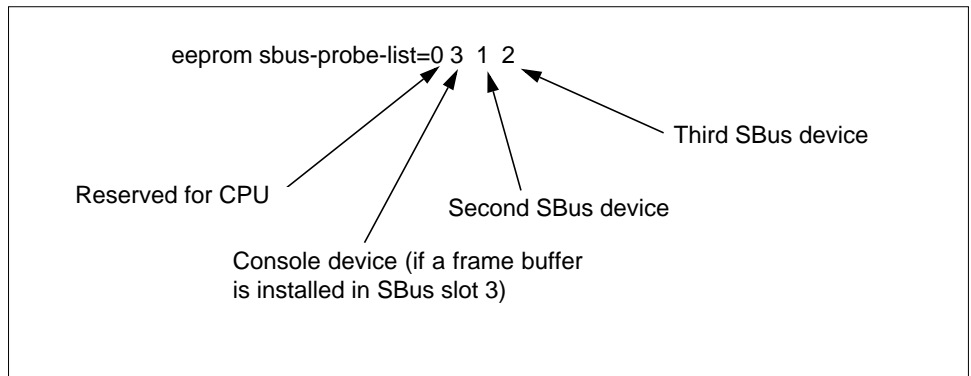 eeprom sbus-probe-list=0 3 1 2
Third SBus device
Reserved for CPU
Second SBus device
Console device (if a frame buffer
is installed in SBus slot 3)